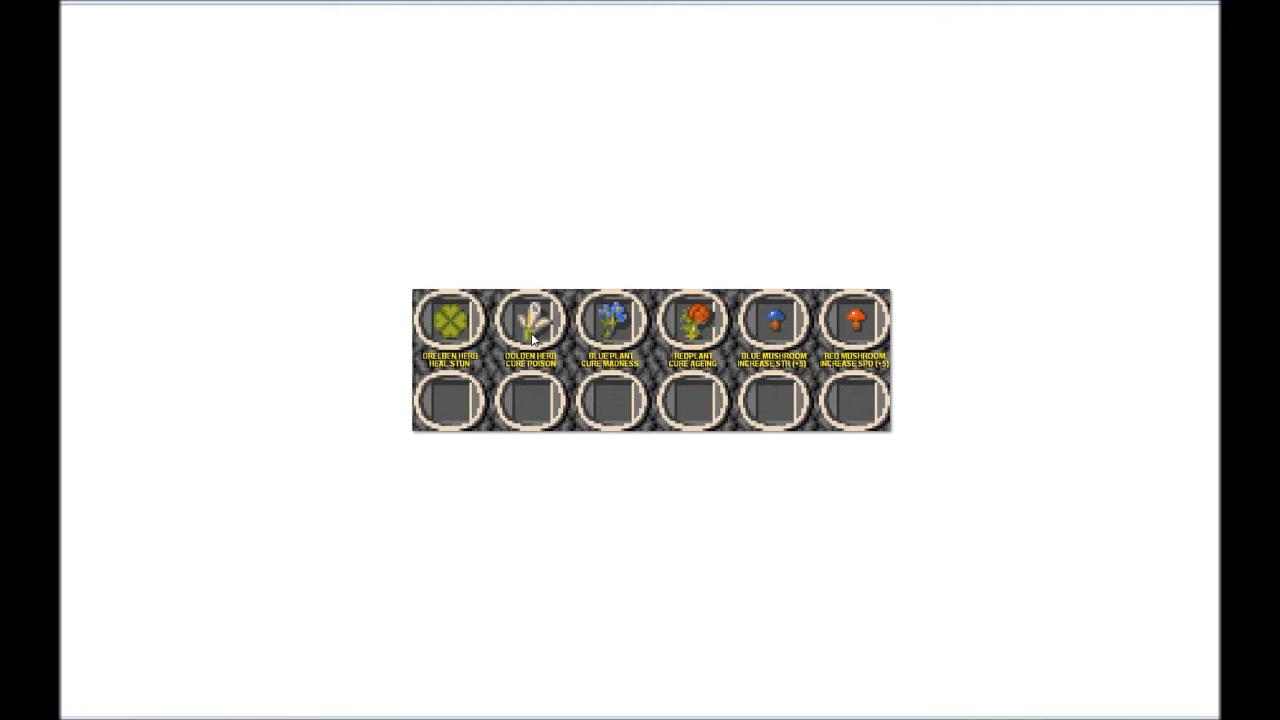 DRELBEN HERB
HEAL STUN
DOLDEN HERB
CURE POISON
BLUE PLANT
CURE MADNESS
REDPLANT
CURE AGEING
BLUE MUSHROOM
INCREASE STR (+5)
RED MUSHROOM
INCREASE SPD (+5)